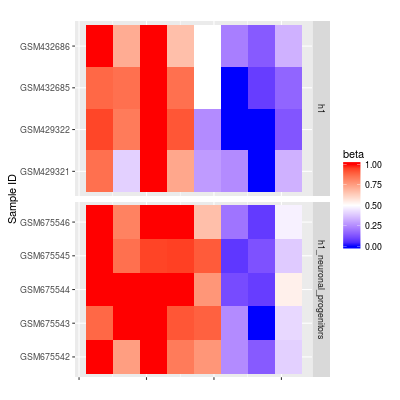 Sample ID
GSM432686
GSM432685
GSM429322
GSM429321
h1
GSM675546
GSM675545
GSM675544
GSM675543
GSM675542
h1_neuronal_progenitors
beta
1.00
0.75
0.50
0.25
0.00